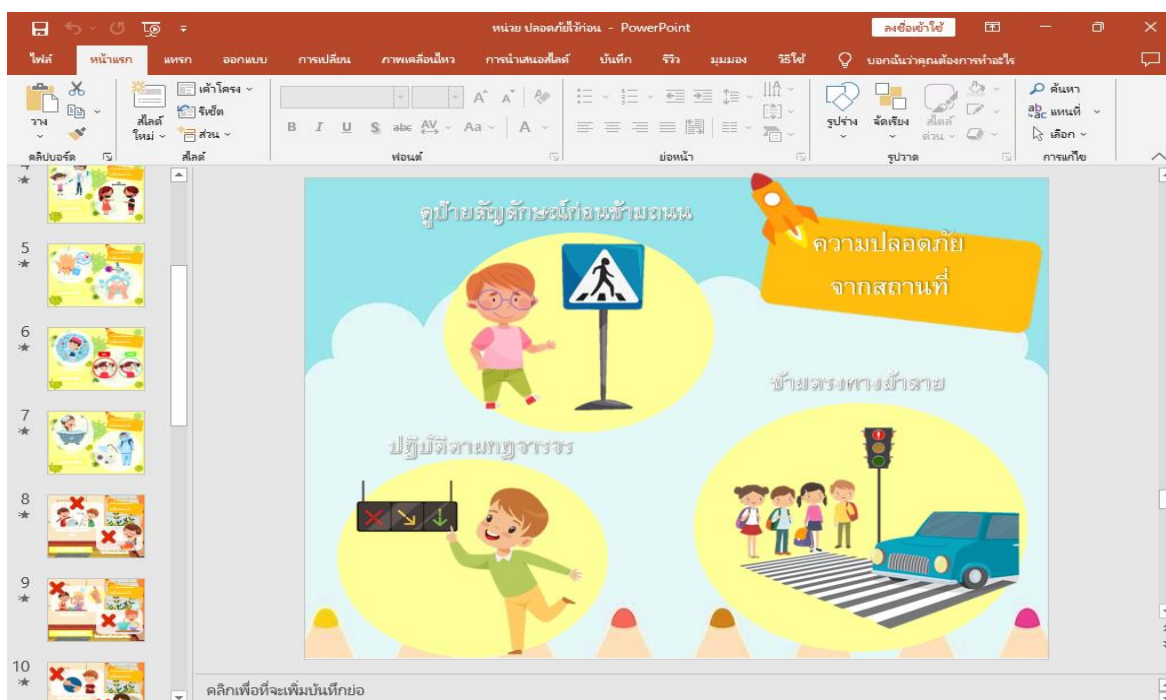 หน่วย ปลอดภัยไว้ก่อน - PowerPoint
ลงชื่อเข้าใช้
ไฟล์ หน้าแรก แทรก ออกแบบ การเปลี่ยน ภาพเคลื่อนไหว การนำเสนอสไลด์ บันทึก รีวิว มุมมอง วิธีใช้ บอกฉันว่าคุณต้องการทำอะไร
วาง
สไลด์ใหม่
เค้าโครง
รีเซ็ต
ส่วน
B I U S abc AV Aa A
รูปร่าง
จัดเรียง
สไตล์ด่วน
ค้นหา
แทนที่
เลือก
คลิปบอร์ด สไลด์ ฟอนต์ ย่อหน้า รูปวาด การแก้ไข
5
6
7
8
9
10
ดูป้ายสัญลักษณ์ก่อนข้ามถนน
ความปลอดภัย
จากสถานที่
ข้ามตรงทางม้าลาย
ปฏิบัติตามกฎจราจร
คลิกเพื่อที่จะเพิ่มบันทึกย่อ